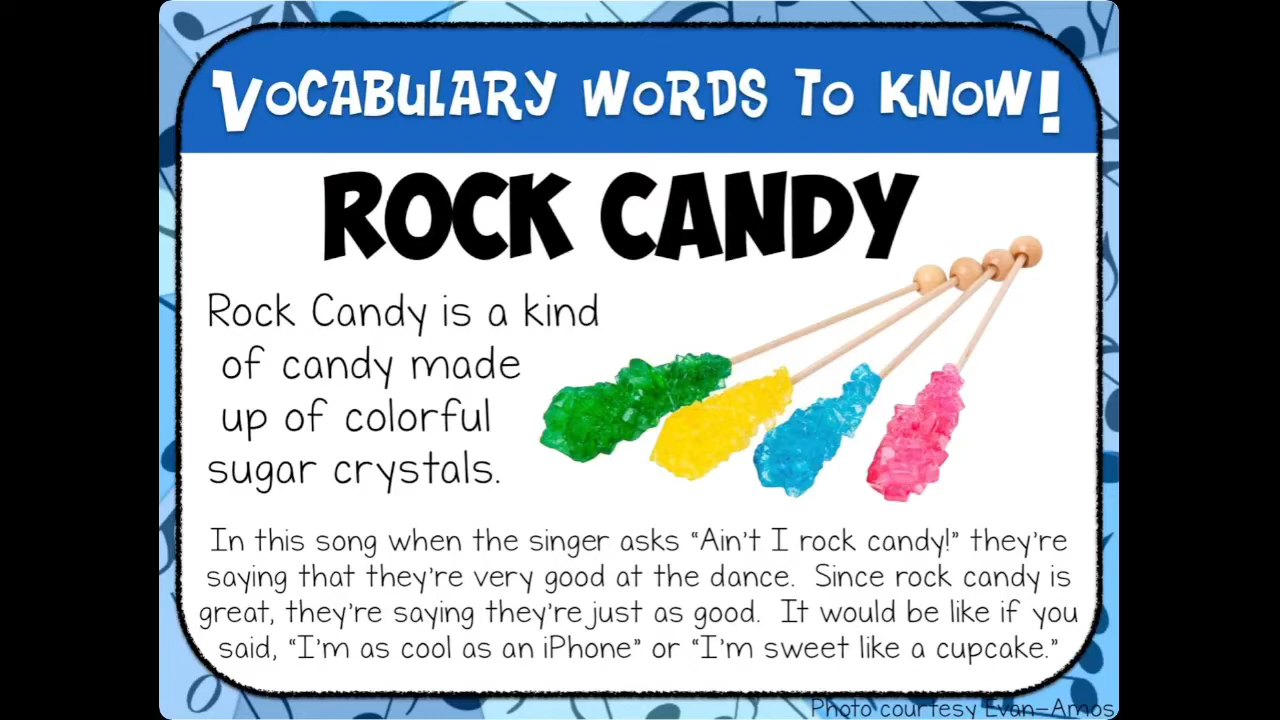 Vocabulary Words to Know!
Rock Candy
Rock Candy is a kind
of candy made
up of colorful
sugar crystals.
In this song when the singer asks “Ain’t I rock candy!” they’re
saying that they’re very good at the dance. Since rock candy is
great, they’re saying they’re just as good. It would be like if you
said, “I’m as cool as an iPhone” or “I’m sweet like a cupcake.”
Photo courtesy Evan-Amos